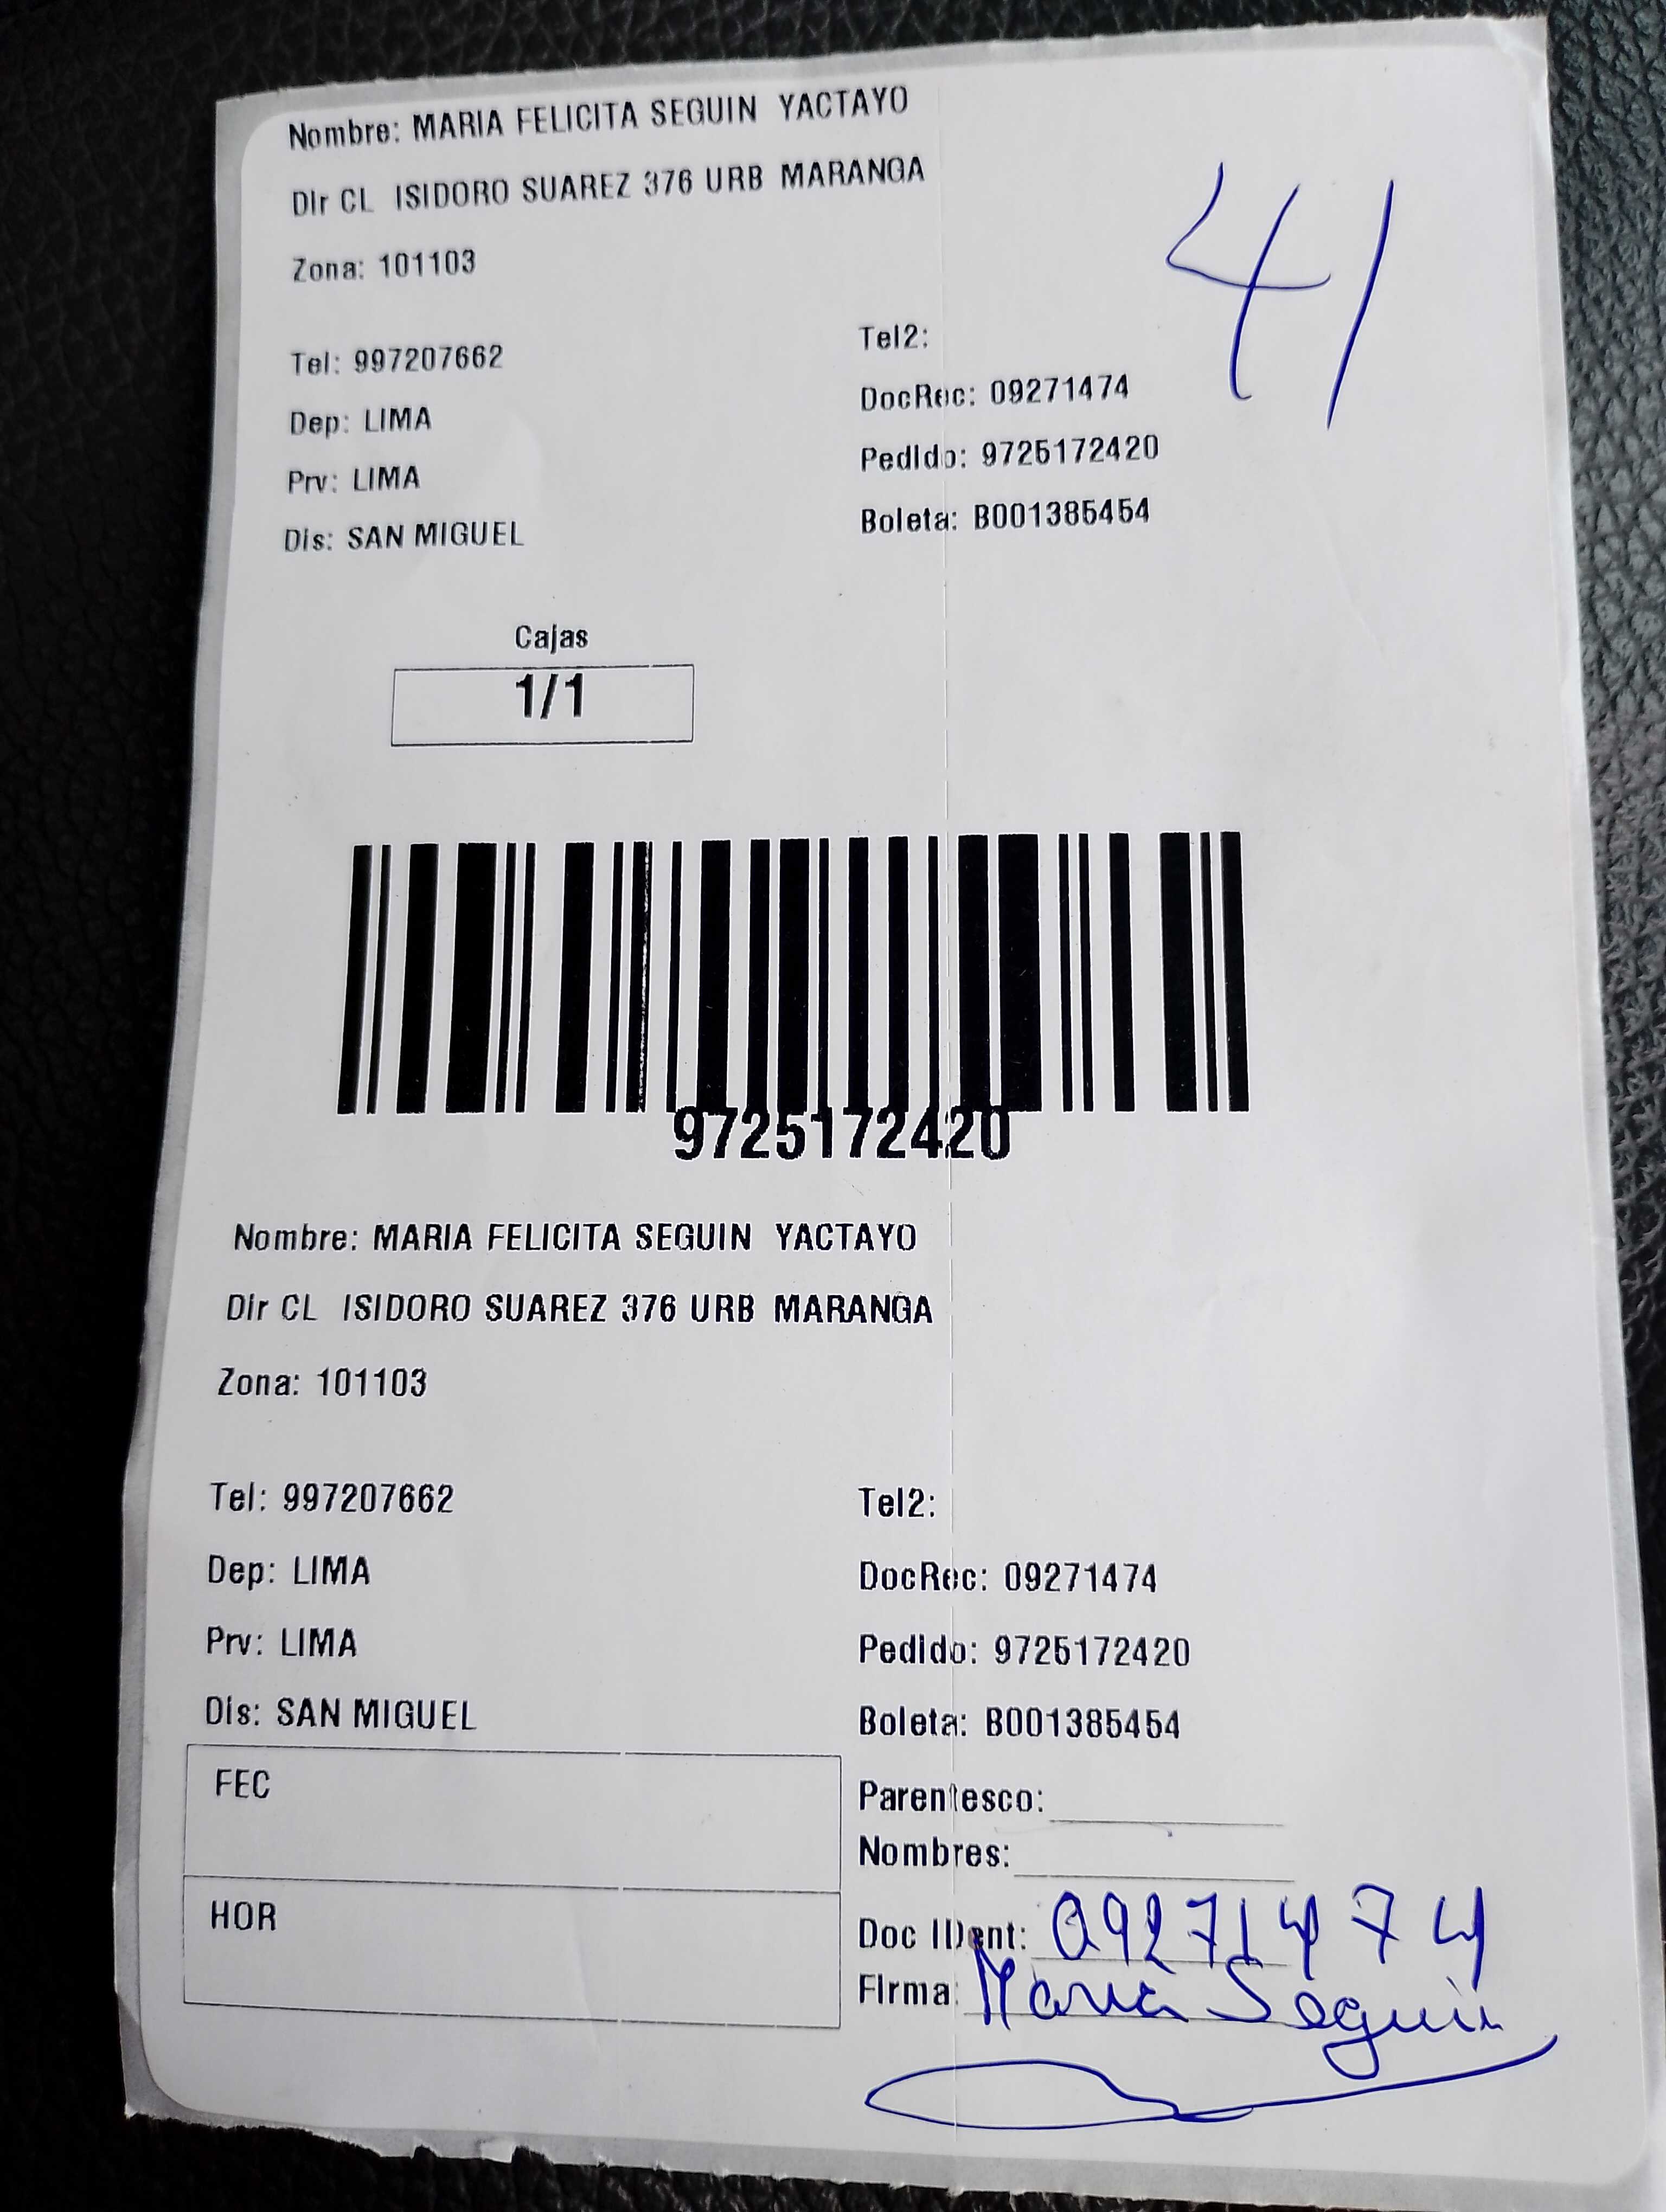 Nombre: MARIA FELICITA SEGUIN YACTAYO
Dir CL ISIDORO SUAREZ 376 URB MARANGA
Zona: 101103
41
Tel: 997207662
Tel2:
Dep: LIMA
DocRec: 09271474
Prv: LIMA
Pedido: 9725172420
Dis: SAN MIGUEL
Boleta: B001385454
Cajas
1/1
9725172420
Nombre: MARIA FELICITA SEGUIN YACTAYO
Dir CL ISIDORO SUAREZ 376 URB MARANGA
Zona: 101103
Tel: 997207662
Tel2:
Dep: LIMA
DocRec: 09271474
Prv: LIMA
Pedido: 9725172420
Dis: SAN MIGUEL
Boleta: B001385454
FEC
Parentesco:
Nombres:
HOR
Doc IDent: 09271474
Firma: Maria Seguin